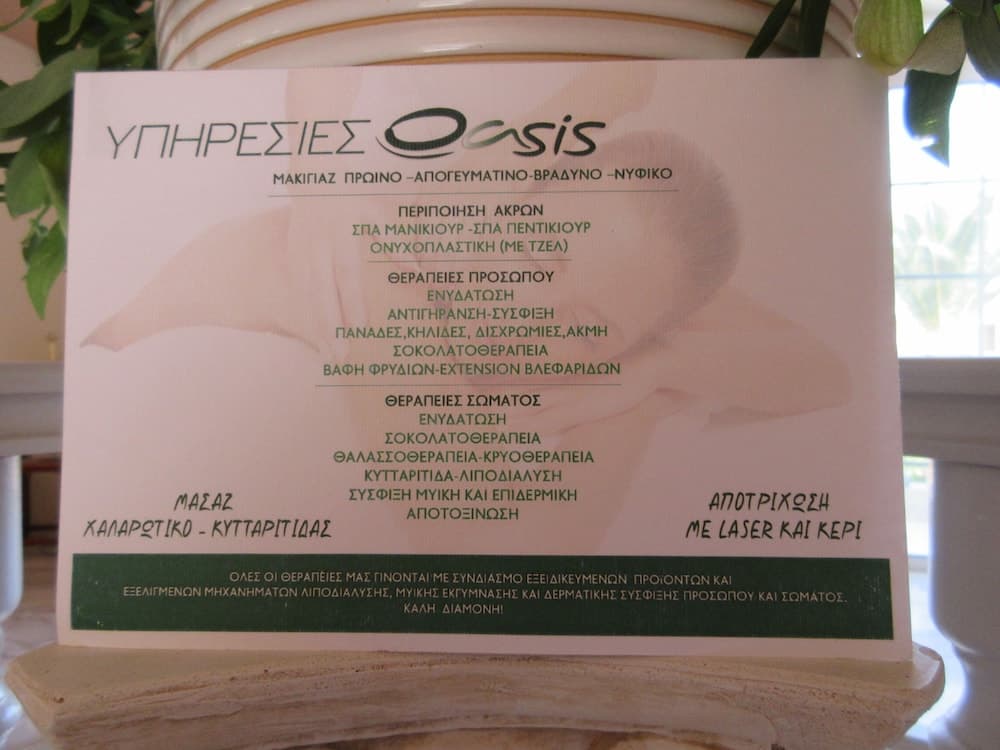 ΥΠΗΡΕΣΙΕΣ Oasis
ΜΑΚΙΓΙΑΖ ΠΡΩΙΝΟ –ΑΠΟΓΕΥΜΑΤΙΝΟ-ΒΡΑΔΥΝΟ –ΝΥΦΙΚΟ
ΠΕΡΙΠΟΙΗΣΗ ΑΚΡΩΝ
ΣΠΑ ΜΑΝΙΚΙΟΥΡ -ΣΠΑ ΠΕΝΤΙΚΙΟΥΡ
ΟΝΥΧΟΠΛΑΣΤΙΚΗ (ΜΕ ΤΖΕΛ)
ΘΕΡΑΠΕΙΕΣ ΠΡΟΣΩΠΟΥ
ΕΝΥΔΑΤΩΣΗ
ΑΝΤΙΓΗΡΑΝΣΗ-ΣΥΣΦΙΞΗ
ΠΑΝΑΔΕΣ,ΚΗΛΙΔΕΣ, ΔΙΣΧΡΩΜΙΕΣ,ΑΚΜΗ
ΣΟΚΟΛΑΤΟΘΕΡΑΠΕΙΑ
ΒΑΦΗ ΦΡΥΔΙΩΝ-EXTENSION ΒΛΕΦΑΡΙΔΩΝ
ΘΕΡΑΠΕΙΕΣ ΣΩΜΑΤΟΣ
ΕΝΥΔΑΤΩΣΗ
ΣΟΚΟΛΑΤΟΘΕΡΑΠΕΙΑ
ΘΑΛΑΣΣΟΘΕΡΑΠΕΙΑ-ΚΡΥΟΘΕΡΑΠΕΙΑ
ΚΥΤΤΑΡΙΤΙΔΑ-ΛΙΠΟΔΙΑΛΥΣΗ
ΣΥΣΦΙΞΗ ΜΥΙΚΗ ΚΑΙ ΕΠΙΔΕΡΜΙΚΗ
ΑΠΟΤΟΞΙΝΩΣΗ
ΜΑΣΑΖ
ΧΑΛΑΡΩΤΙΚΟ - ΚΥΤΤΑΡΙΤΙΔΑΣ
ΑΠΟΤΡΙΧΩΣΗ
ΜΕ LASER ΚΑΙ ΚΕΡΙ
ΟΛΕΣ ΟΙ ΘΕΡΑΠΕΙΕΣ ΜΑΣ ΓΙΝΟΝΤΑΙ ΜΕ ΣΥΝΔΙΑΣΜΟ ΕΞΕΙΔΙΚΕΥΜΕΝΩΝ ΠΡΟϊΟΝΤΩΝ ΚΑΙ
ΕΞΕΛΙΓΜΕΝΩΝ ΜΗΧΑΝΗΜΑΤΩΝ ΛΙΠΟΔΙΑΛΥΣΗΣ, ΜΥΙΚΗΣ ΕΚΓΥΜΝΑΣΗΣ ΚΑΙ ΔΕΡΜΑΤΙΚΗΣ ΣΥΣΦΙΞΗΣ ΠΡΟΣΩΠΟΥ ΚΑΙ ΣΩΜΑΤΟΣ.
ΚΑΛΗ ΔΙΑΜΟΝΗ!